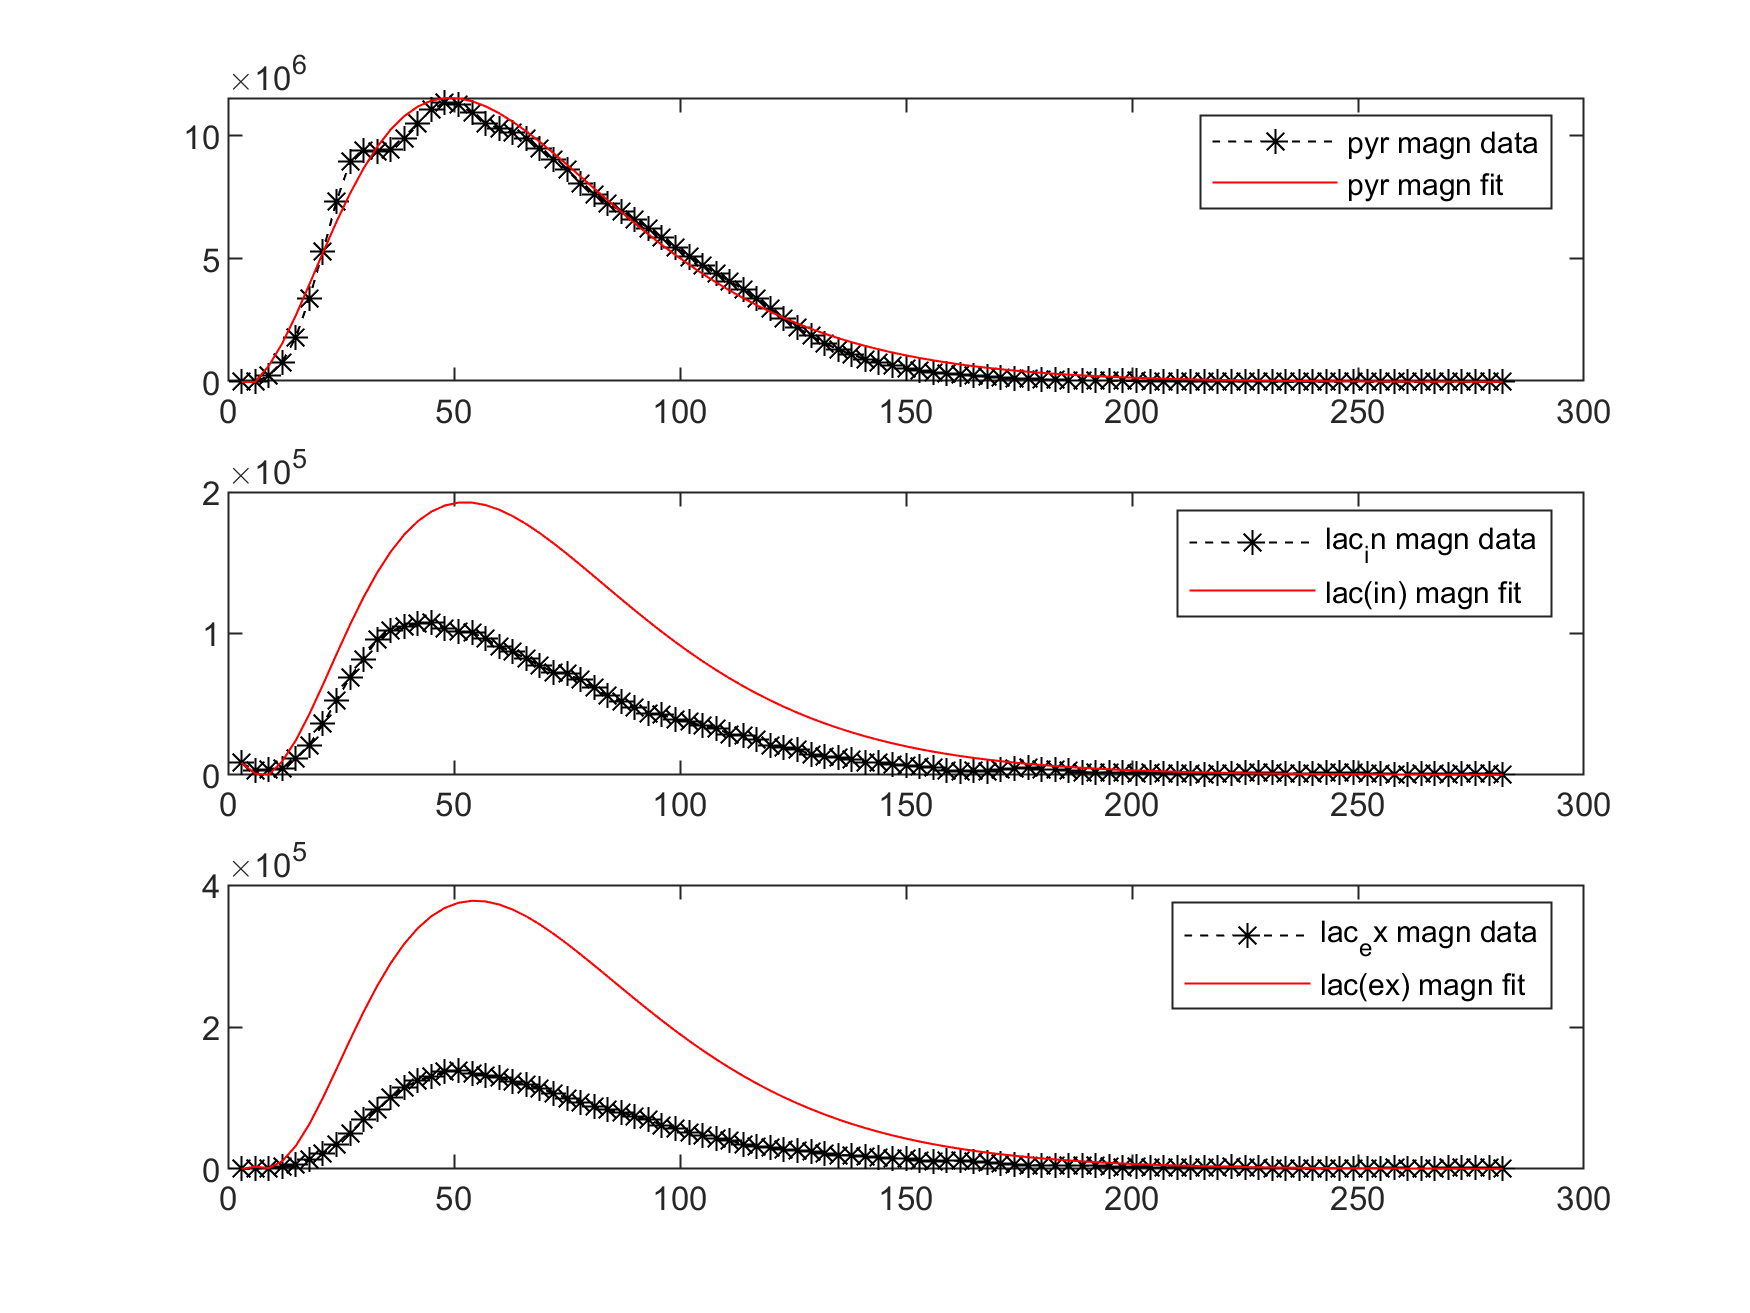 ×10^6
10
5
0
0 50 100 150 200 250 300
pyr magn data
pyr magn fit
×10^5
2
1
0
0 50 100 150 200 250 300
lac_in magn data
lac(in) magn fit
×10^5
4
2
0
0 50 100 150 200 250 300
lac_ex magn data
lac(ex) magn fit